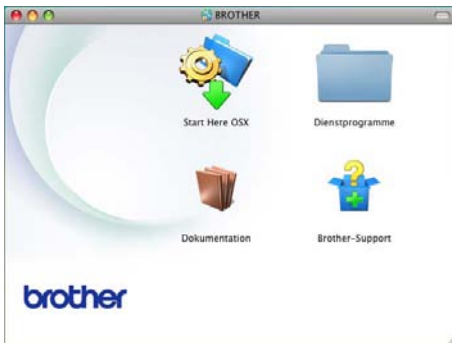 BROTHER
Start Here OSX
Dienstprogramme
Dokumentation
Brother-Support
brother